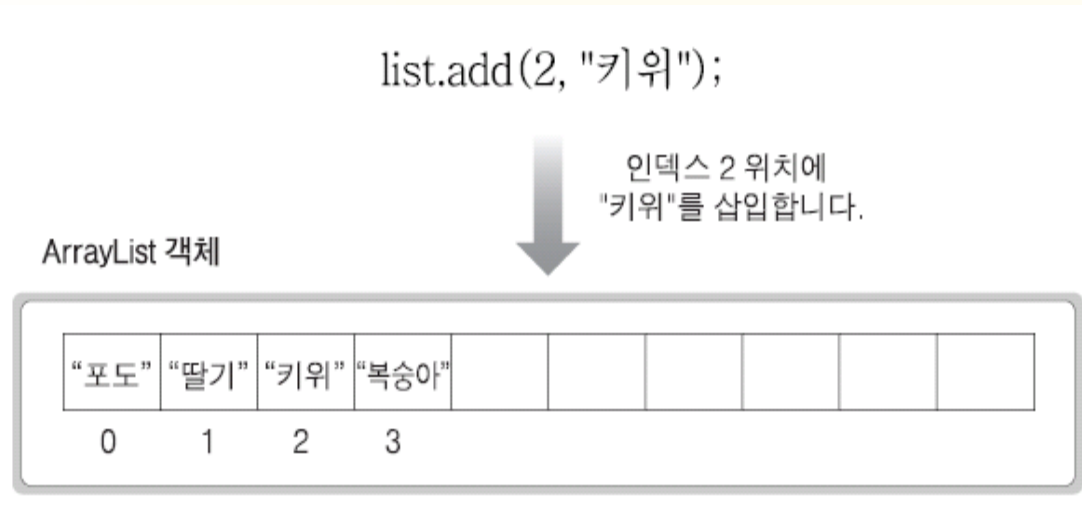 list.add(2, "키위");
인덱스 2 위치에
"키위"를 삽입합니다.
ArrayList 객체
“포도” “딸기” “키위” “복숭아”
0 1 2 3